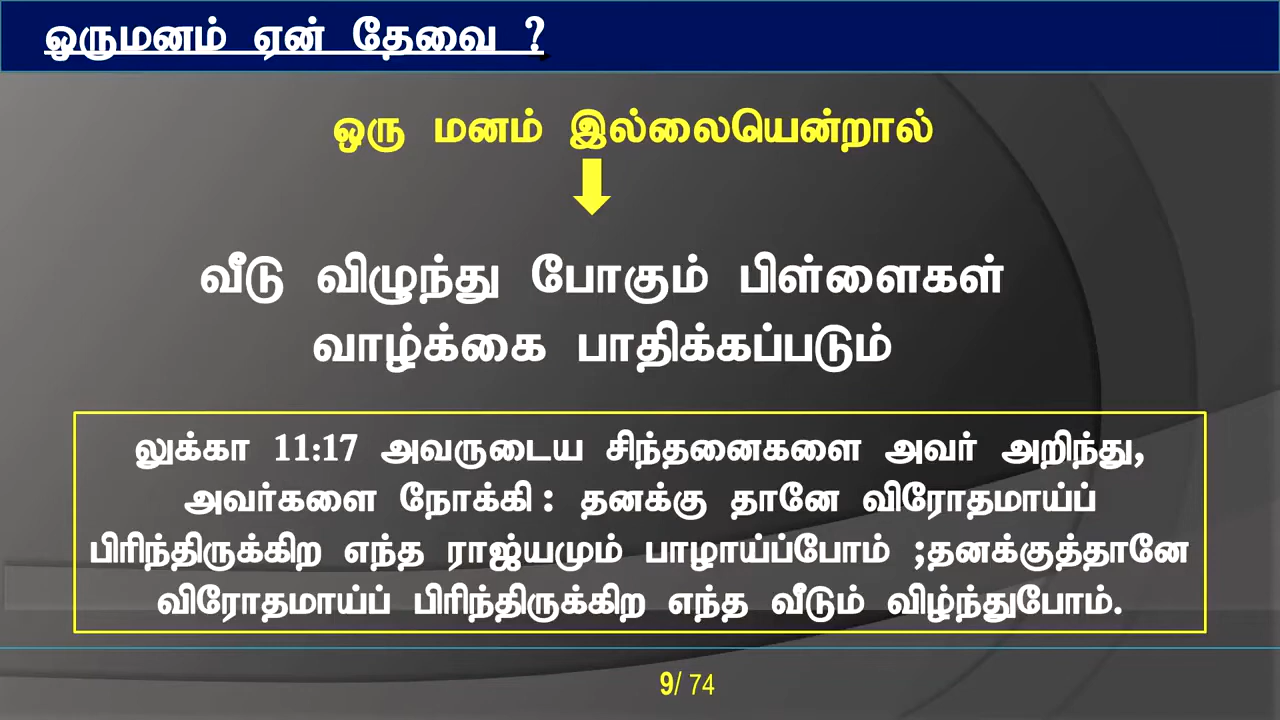 ஒருமனம் ஏன் தேவை ?
ஒரு மனம் இல்லையென்றால்
வீடு விழுந்து போகும் பிள்ளைகள்
வாழ்க்கை பாதிக்கப்படும்
லுக்கா 11:17 அவருடைய சிந்தனைகளை அவர் அறிந்து,
அவர்களை நோக்கி : தனக்கு தானே விரோதமாய்ப்
பிரிந்திருக்கிற எந்த ராஜ்யமும் பாழாய்ப்போம் ;தனக்குத்தானே
விரோதமாய்ப் பிரிந்திருக்கிற எந்த வீடும் விழ்ந்துபோம்.
9/ 74